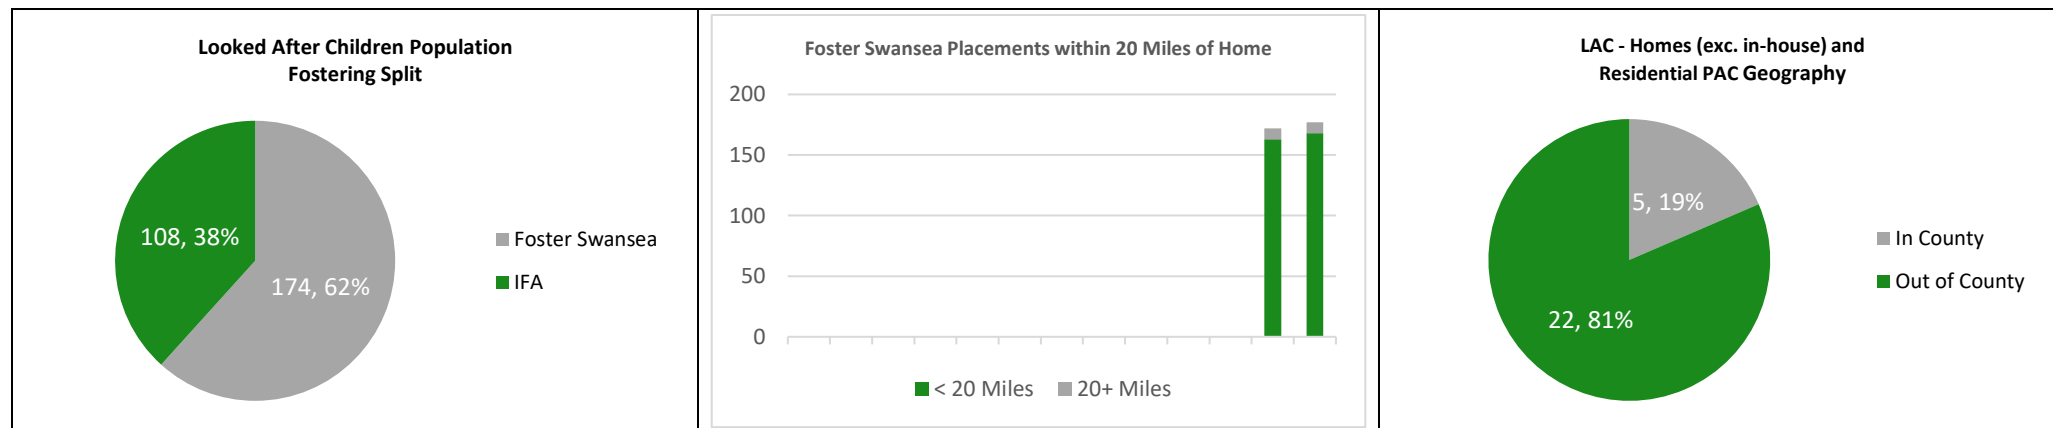 Looked After Children Population
Fostering Split
108, 38%
174, 62%
Foster Swansea
IFA
Foster Swansea Placements within 20 Miles of Home
200
150
100
50
0
< 20 Miles
20+ Miles
LAC - Homes (exc. in-house) and
Residential PAC Geography
5, 19%
22, 81%
In County
Out of County